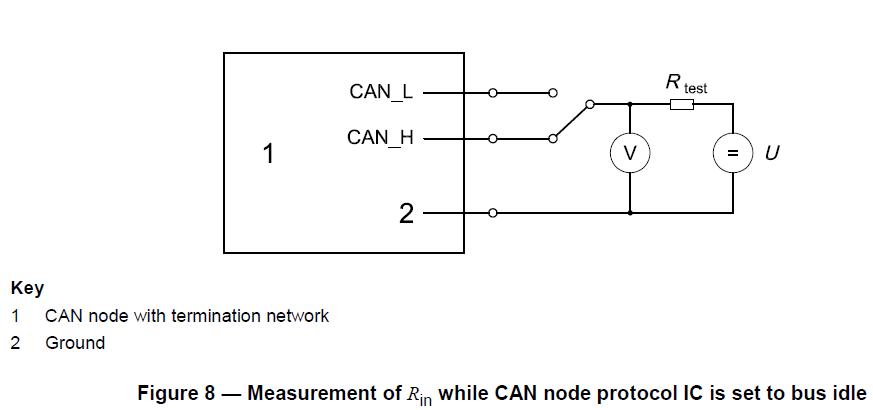 CAN_L
R test
CAN_H
1
V
=
U
2
Key
1 CAN node with termination network
2 Ground
Figure 8 — Measurement of Rin while CAN node protocol IC is set to bus idle